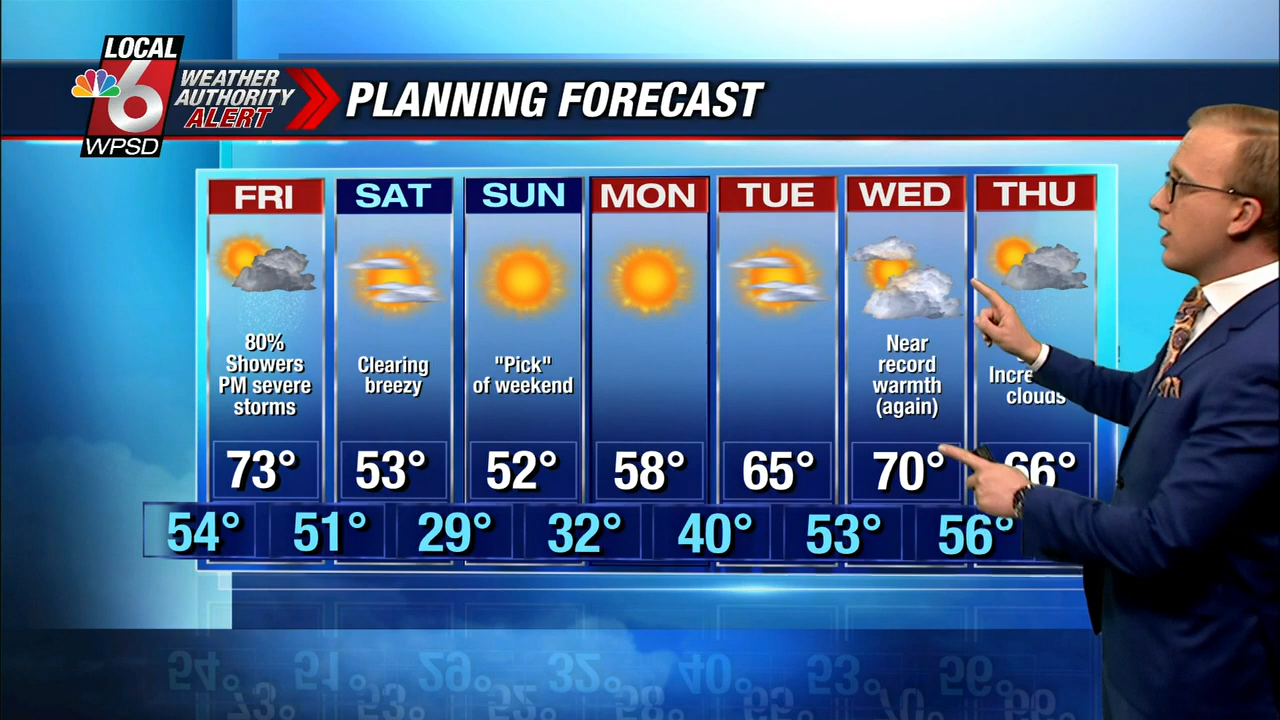 LOCAL
6
WPSD
WEATHER
AUTHORITY
ALERT
PLANNING FORECAST
FRI
SAT
SUN
MON
TUE
WED
THU
80%
Showers
PM severe
storms
Clearing
breezy
"Pick"
of weekend
Near
record
warmth
(again)
clouds
73°
53°
52°
58°
65°
70°
66°
54°
51°
29°
32°
40°
53°
56°